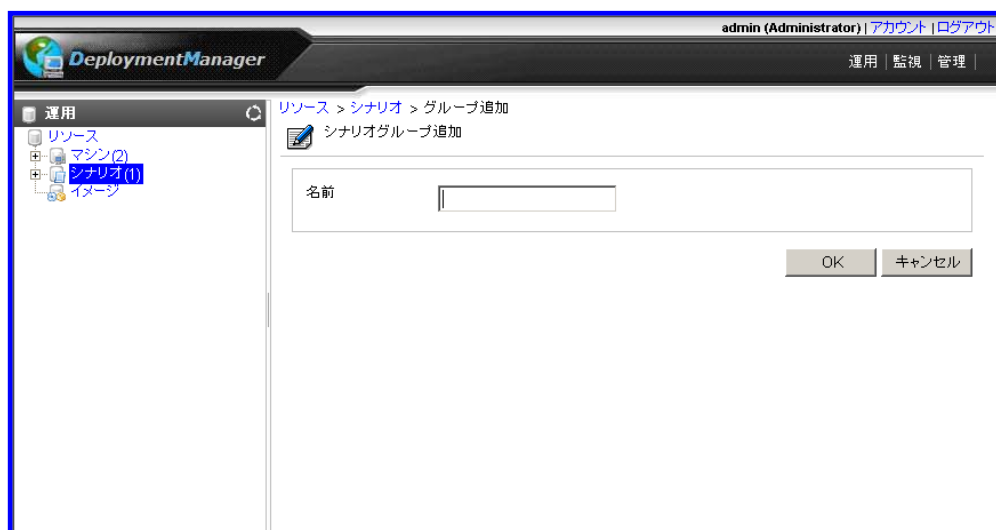 admin (Administrator) | アカウント | ログアウト
DeploymentManager
運用 | 監視 | 管理 |
運用
リソース
マシン(2)
シナリオ(1)
イメージ
リソース > シナリオ > グループ追加
シナリオグループ追加
名前
OK キャンセル